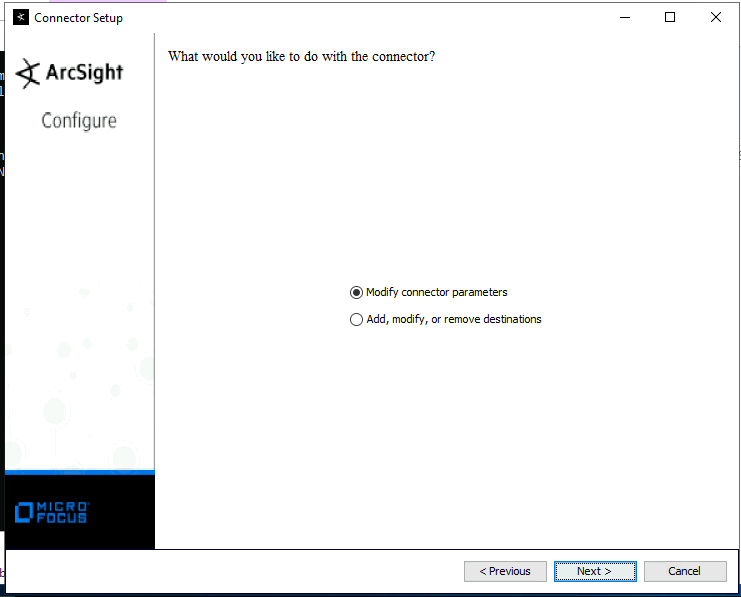 Connector Setup
ArcSight
Configure
What would you like to do with the connector?
Modify connector parameters
Add, modify, or remove destinations
MICRO
FOCUS
< Previous
Next >
Cancel